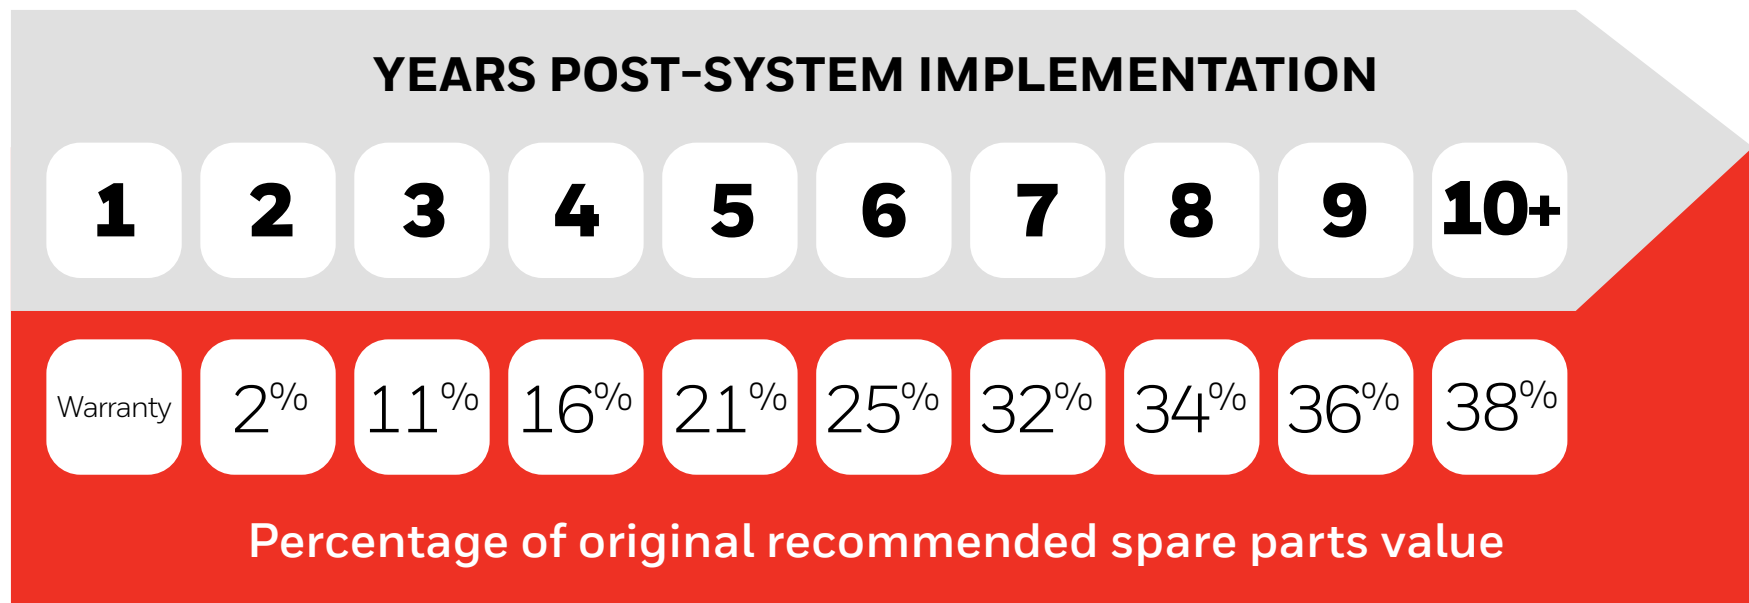 YEARS POST-SYSTEM IMPLEMENTATION
1 2 3 4 5 6 7 8 9 10+
Warranty 2% 11% 16% 21% 25% 32% 34% 36% 38%
Percentage of original recommended spare parts value